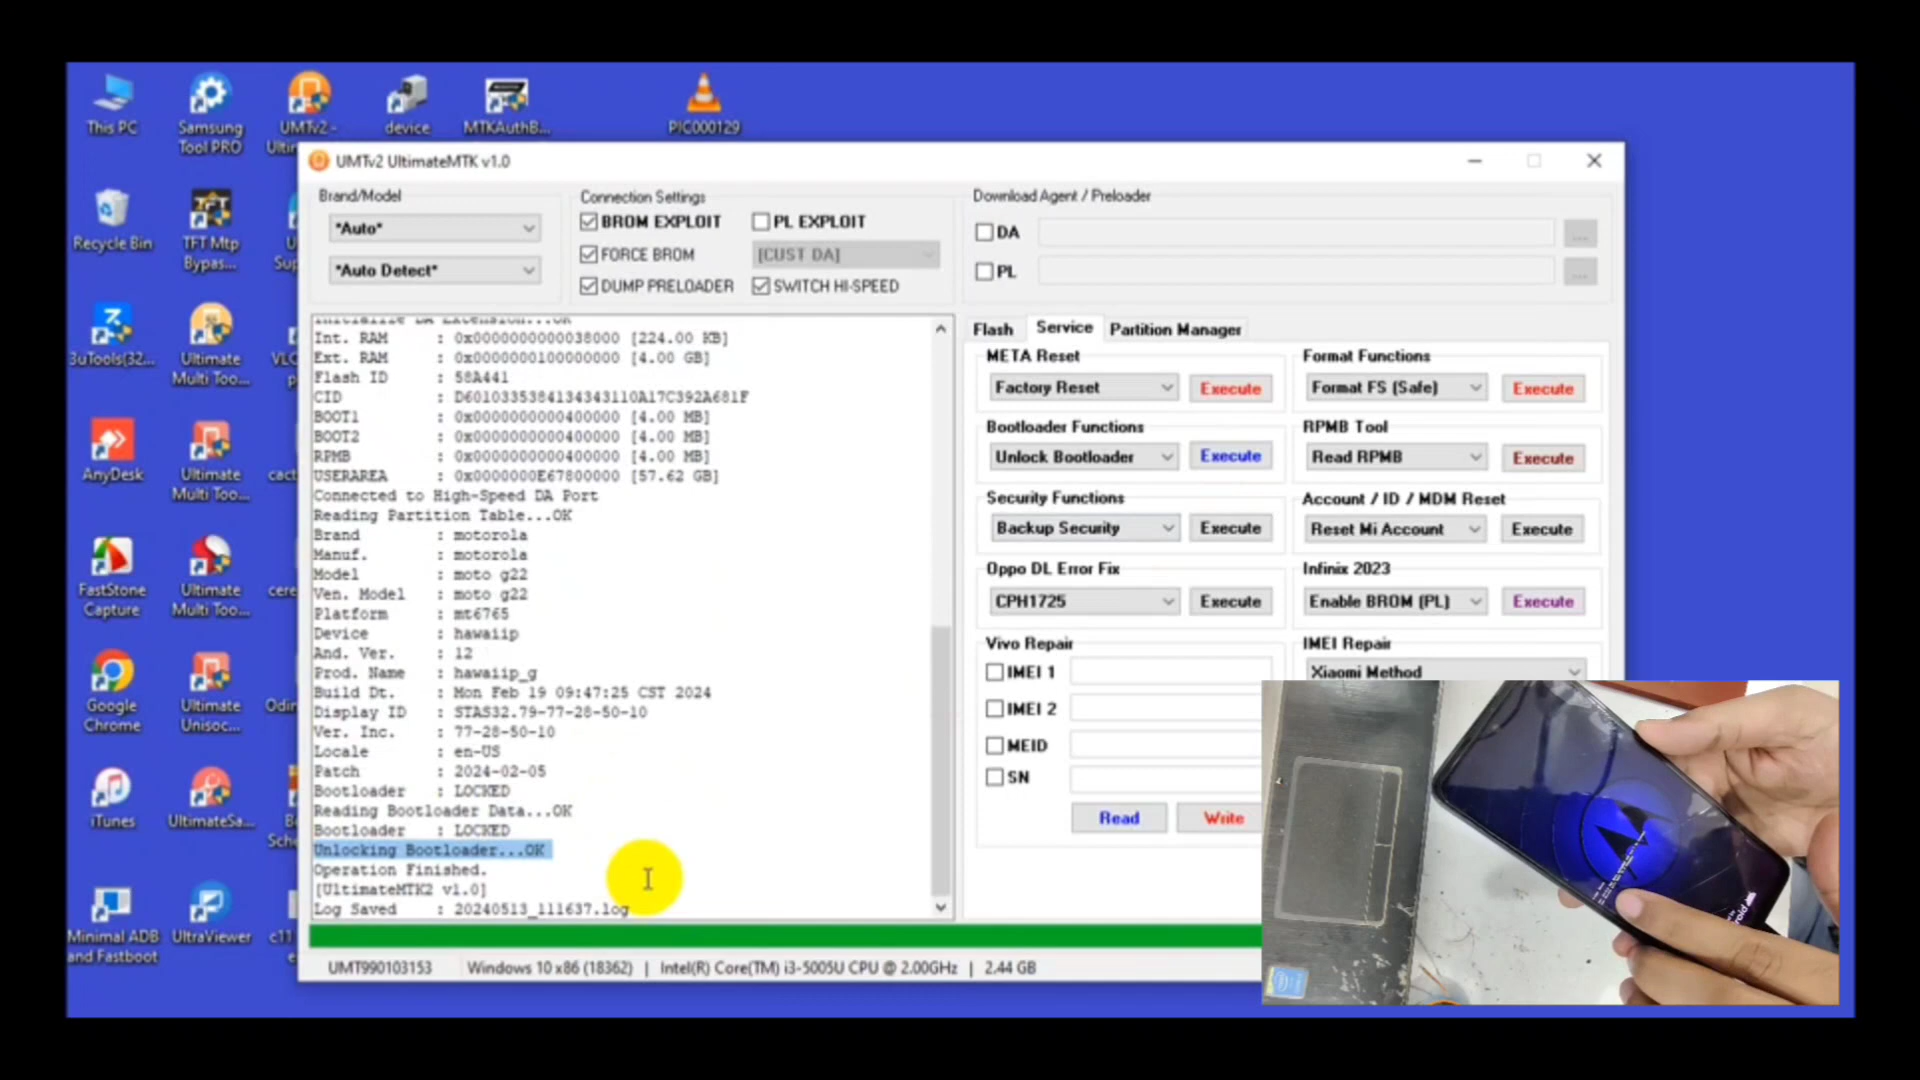 This PC
Samsung
Tool PRO
UMTv2 -
device
MTKAuthB...
PIC000129
Recycle Bin
TFT Mtp
Bypas...
3uTools(32...
Ultimate
Multi Too...
AnyDesk
Ultimate
Multi Too...
FastStone
Capture
Ultimate
Multi Too...
Google
Chrome
Ultimate
Unisoc...
iTunes
UltimateSa...
Minimal ADB
and Fastboot
UltraViewer
UMTv2 UltimateMTK v1.0
Brand/Model
*Auto*
*Auto Detect*
Connection Settings
BROM EXPLOIT
PL EXPLOIT
FORCE BROM
[CUST DA]
DUMP PRELOADER
SWITCH HI-SPEED
Download Agent / Preloader
DA
...
PL
...
Initialize DA Extension...OK
Int. RAM : 0x0000000000038000 [224.00 KB]
Ext. RAM : 0x0000000100000000 [4.00 GB]
Flash ID : 58A441
CID : D6010335384134343110A17C392A681F
BOOT1 : 0x0000000000400000 [4.00 MB]
BOOT2 : 0x0000000000400000 [4.00 MB]
RPMB : 0x0000000000400000 [4.00 MB]
USERAREA : 0x0000000E67800000 [57.62 GB]
Connected to High-Speed DA Port
Reading Partition Table...OK
Brand : motorola
Manuf. : motorola
Model : moto g22
Ven. Model : moto g22
Platform : mt6765
Device : hawaiip
And. Ver. : 12
Prod. Name : hawaiip_g
Build Dt. : Mon Feb 19 09:47:25 CST 2024
Display ID : STAS32.79-77-28-50-10
Ver. Inc. : 77-28-50-10
Locale : en-US
Patch : 2024-02-05
Bootloader : LOCKED
Reading Bootloader Data...OK
Bootloader : LOCKED
Unlocking Bootloader...OK
Operation Finished.
[UltimateMTK2 v1.0]
Log Saved : 20240513_111637.log
Flash
Service
Partition Manager
META Reset
Factory Reset
Execute
Format Functions
Format FS (Safe)
Execute
Bootloader Functions
Unlock Bootloader
Execute
RPMB Tool
Read RPMB
Execute
Security Functions
Backup Security
Execute
Account / ID / MDM Reset
Reset Mi Account
Execute
Oppo DL Error Fix
CPH1725
Execute
Infinix 2023
Enable BROM (PL)
Execute
Vivo Repair
IMEI 1
IMEI 2
MEID
SN
Read
Write
IMEI Repair
Xiaomi Method
UMT990103153
Windows 10 x86 (18362) | Intel(R) Core(TM) i3-5005U CPU @ 2.00GHz | 2.44 GB